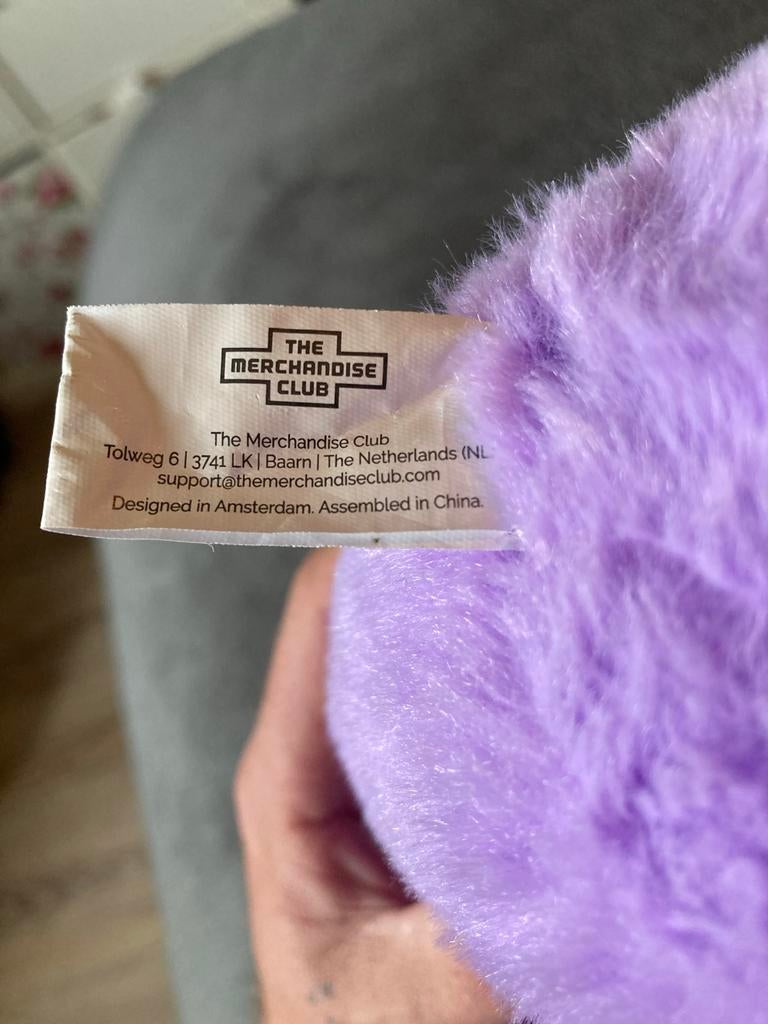 THE
MERCHANDISE
CLUB
The Merchandise Club
Tolweg 6 | 3741 LK | Baarn | The Netherlands (NL
support@themerchandiseclub.com
Designed in Amsterdam. Assembled in China.